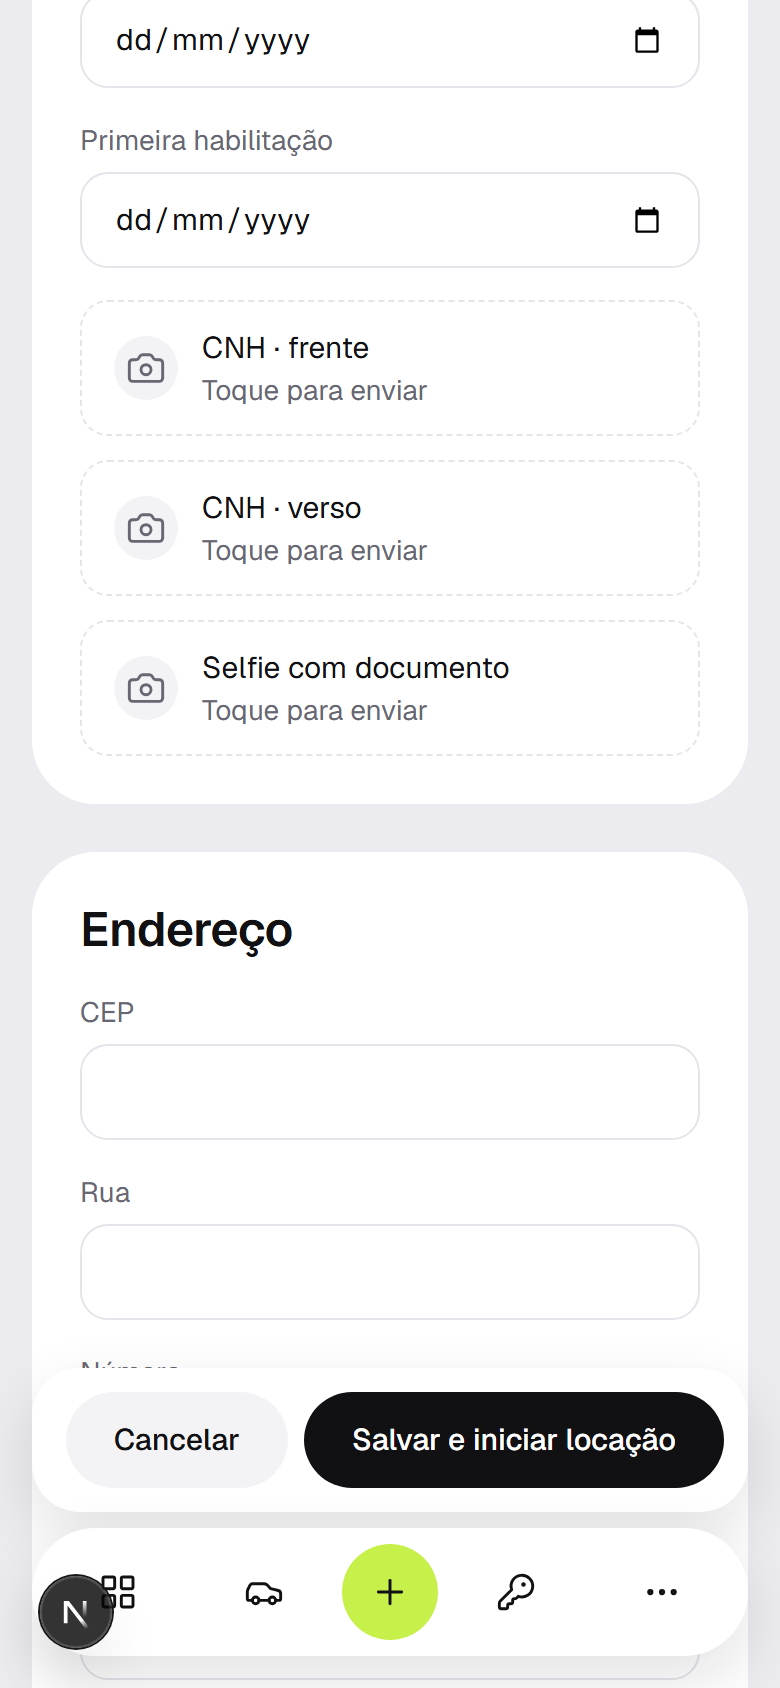 dd/mm/yyyy
Primeira habilitação
dd/mm/yyyy
CNH · frente
Toque para enviar
CNH · verso
Toque para enviar
Selfie com documento
Toque para enviar
Endereço
CEP
Rua
Cancelar
Salvar e iniciar locação
N